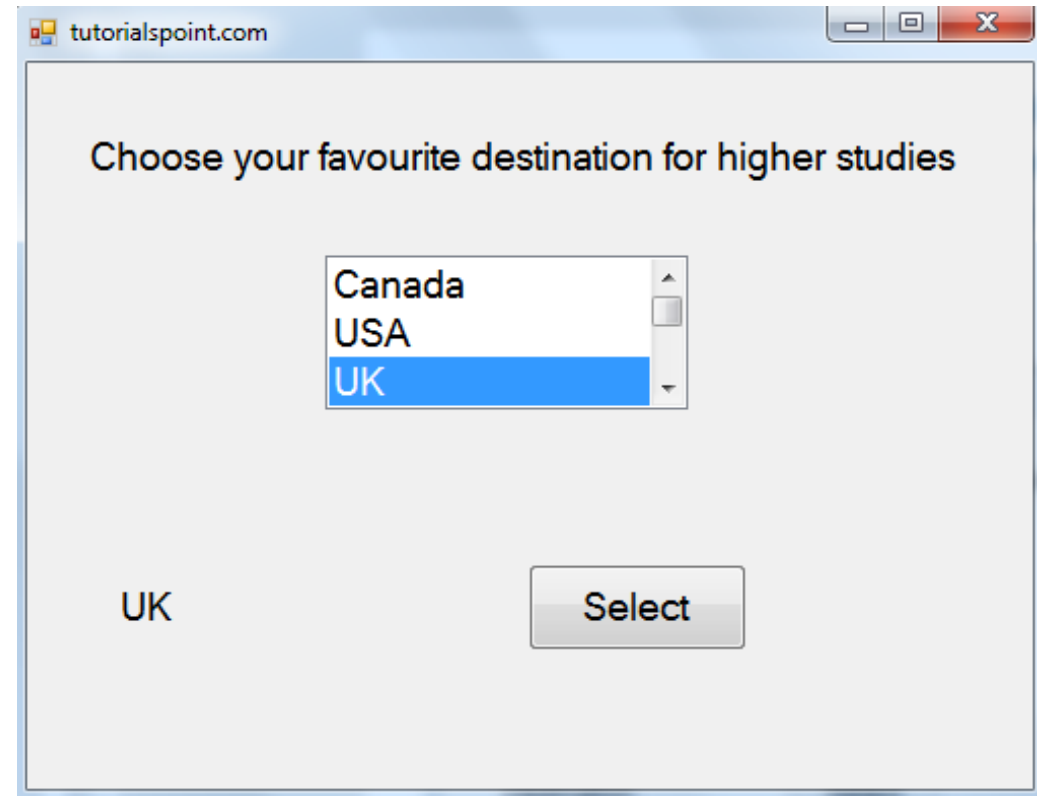 tutorialspoint.com
Choose your favourite destination for higher studies
Canada
USA
UK
UK
Select